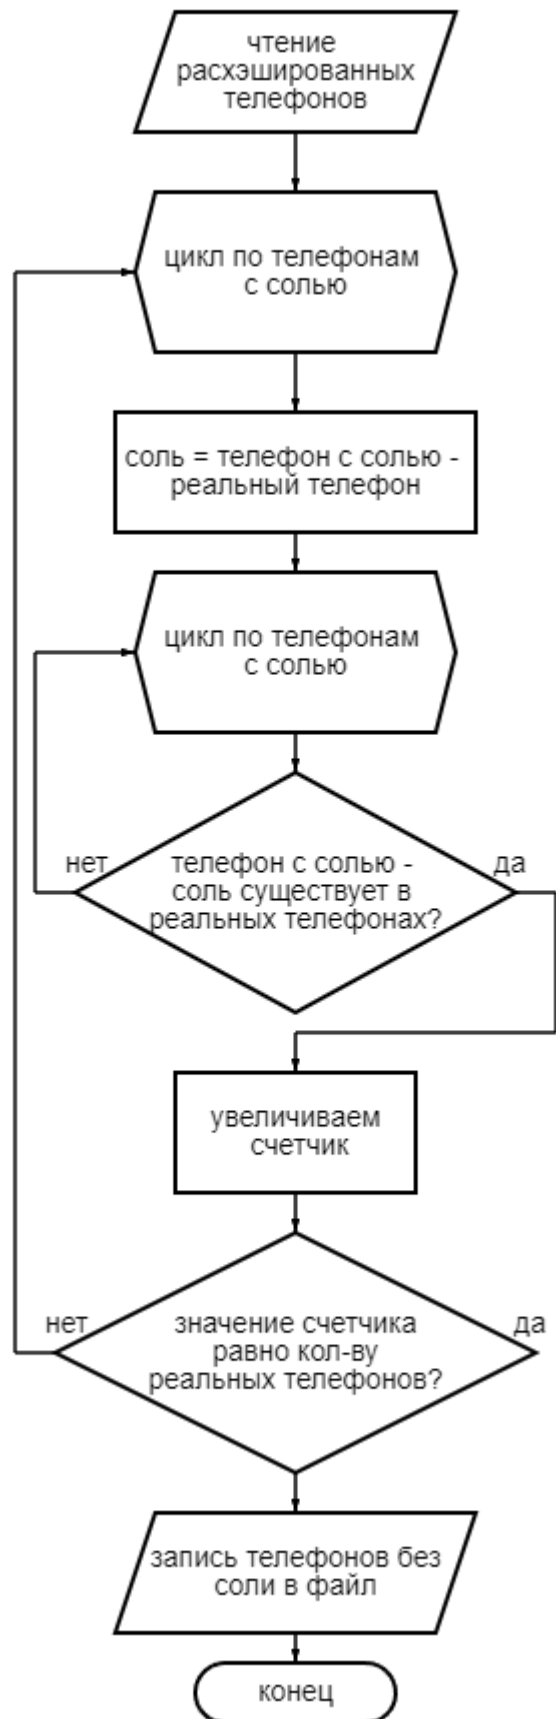 чтение
расхэшированных
телефонов
цикл по телефонам
с солью
соль = телефон с солью -
реальный телефон
цикл по телефонам
с солью
нет
телефон с солью -
да
соль существует в
реальных телефонах?
увеличиваем
счетчик
нет
значение счетчика
да
равно кол-ву
реальных телефонов?
запись телефонов без
соли в файл
конец